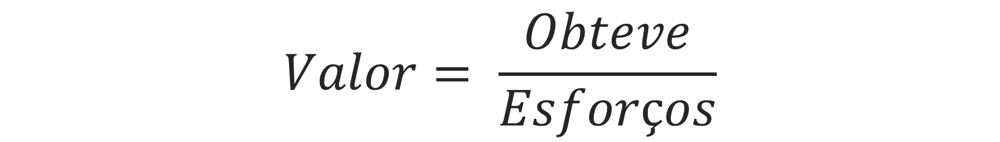 Valor = Obteve
Esforços